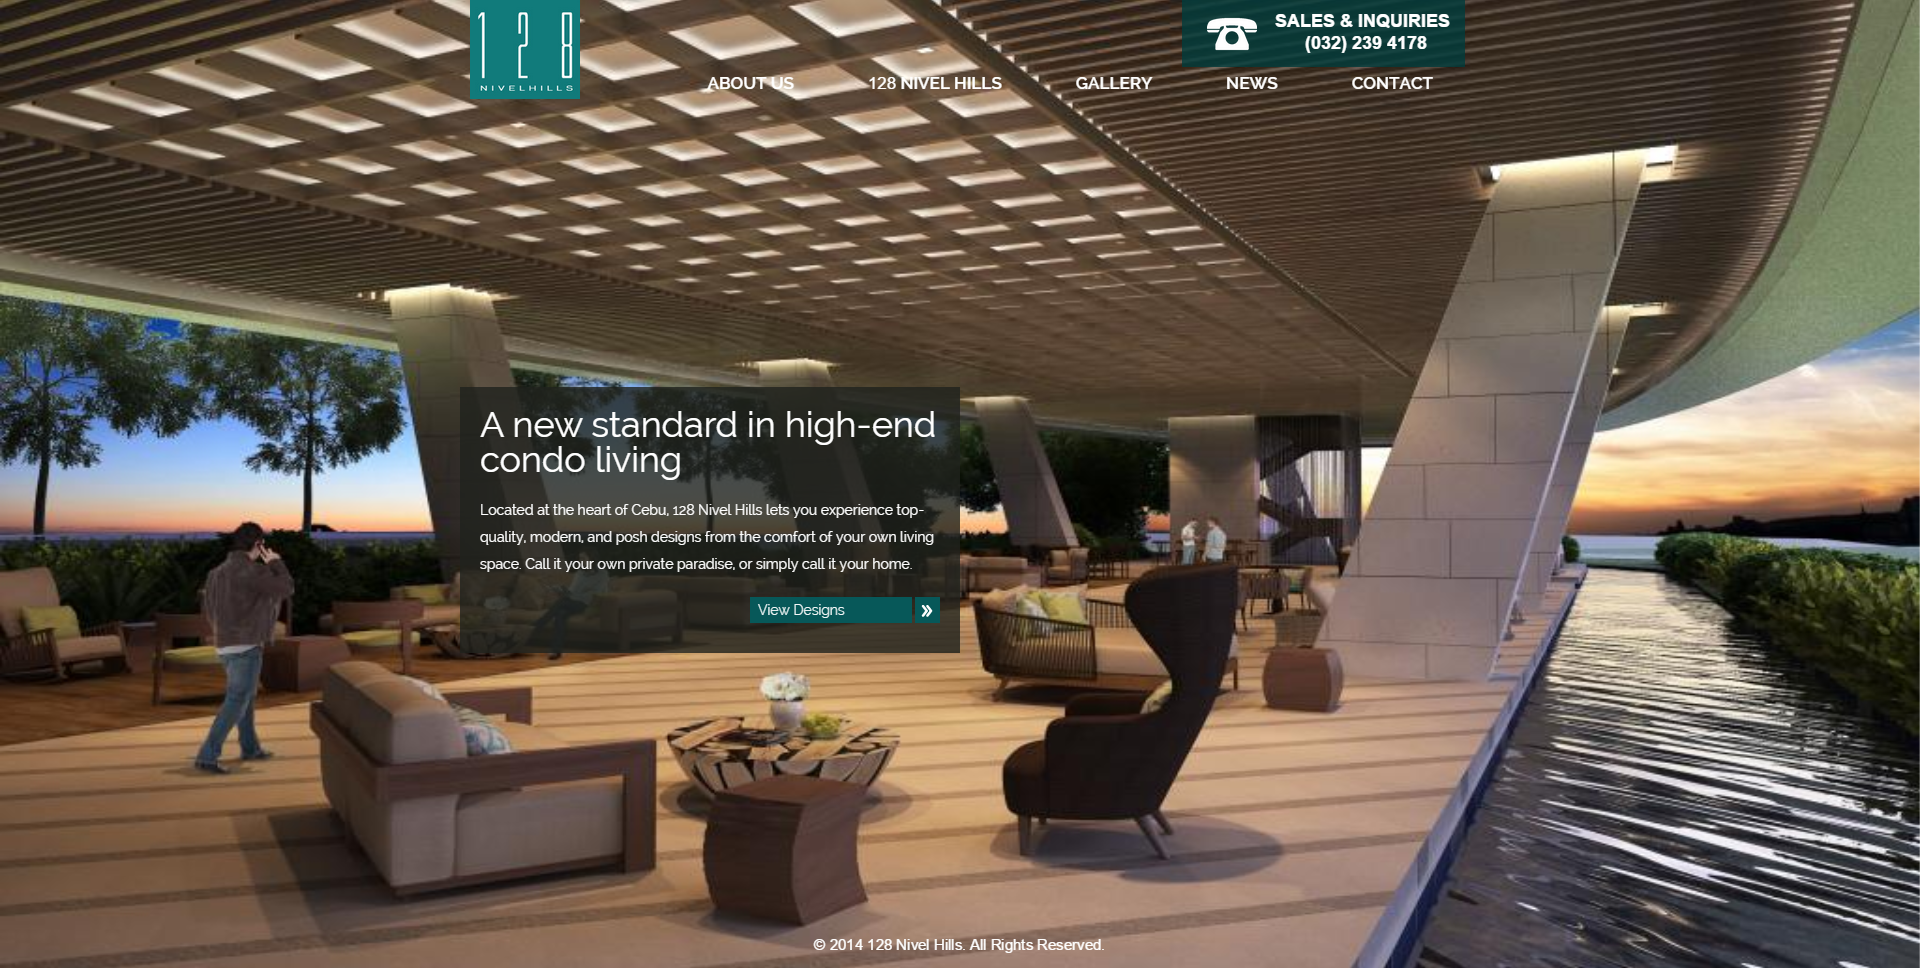 128
NIVELHILLS
SALES & INQUIRIES
(032) 239 4178
ABOUT US
128 NIVEL HILLS
GALLERY
NEWS
CONTACT
A new standard in high-end
condo living
Located at the heart of Cebu, 128 Nivel Hills lets you experience top-
quality, modern, and posh designs from the comfort of your own living
space. Call it your own private paradise, or simply call it your home.
View Designs »
© 2014 128 Nivel Hills. All Rights Reserved.